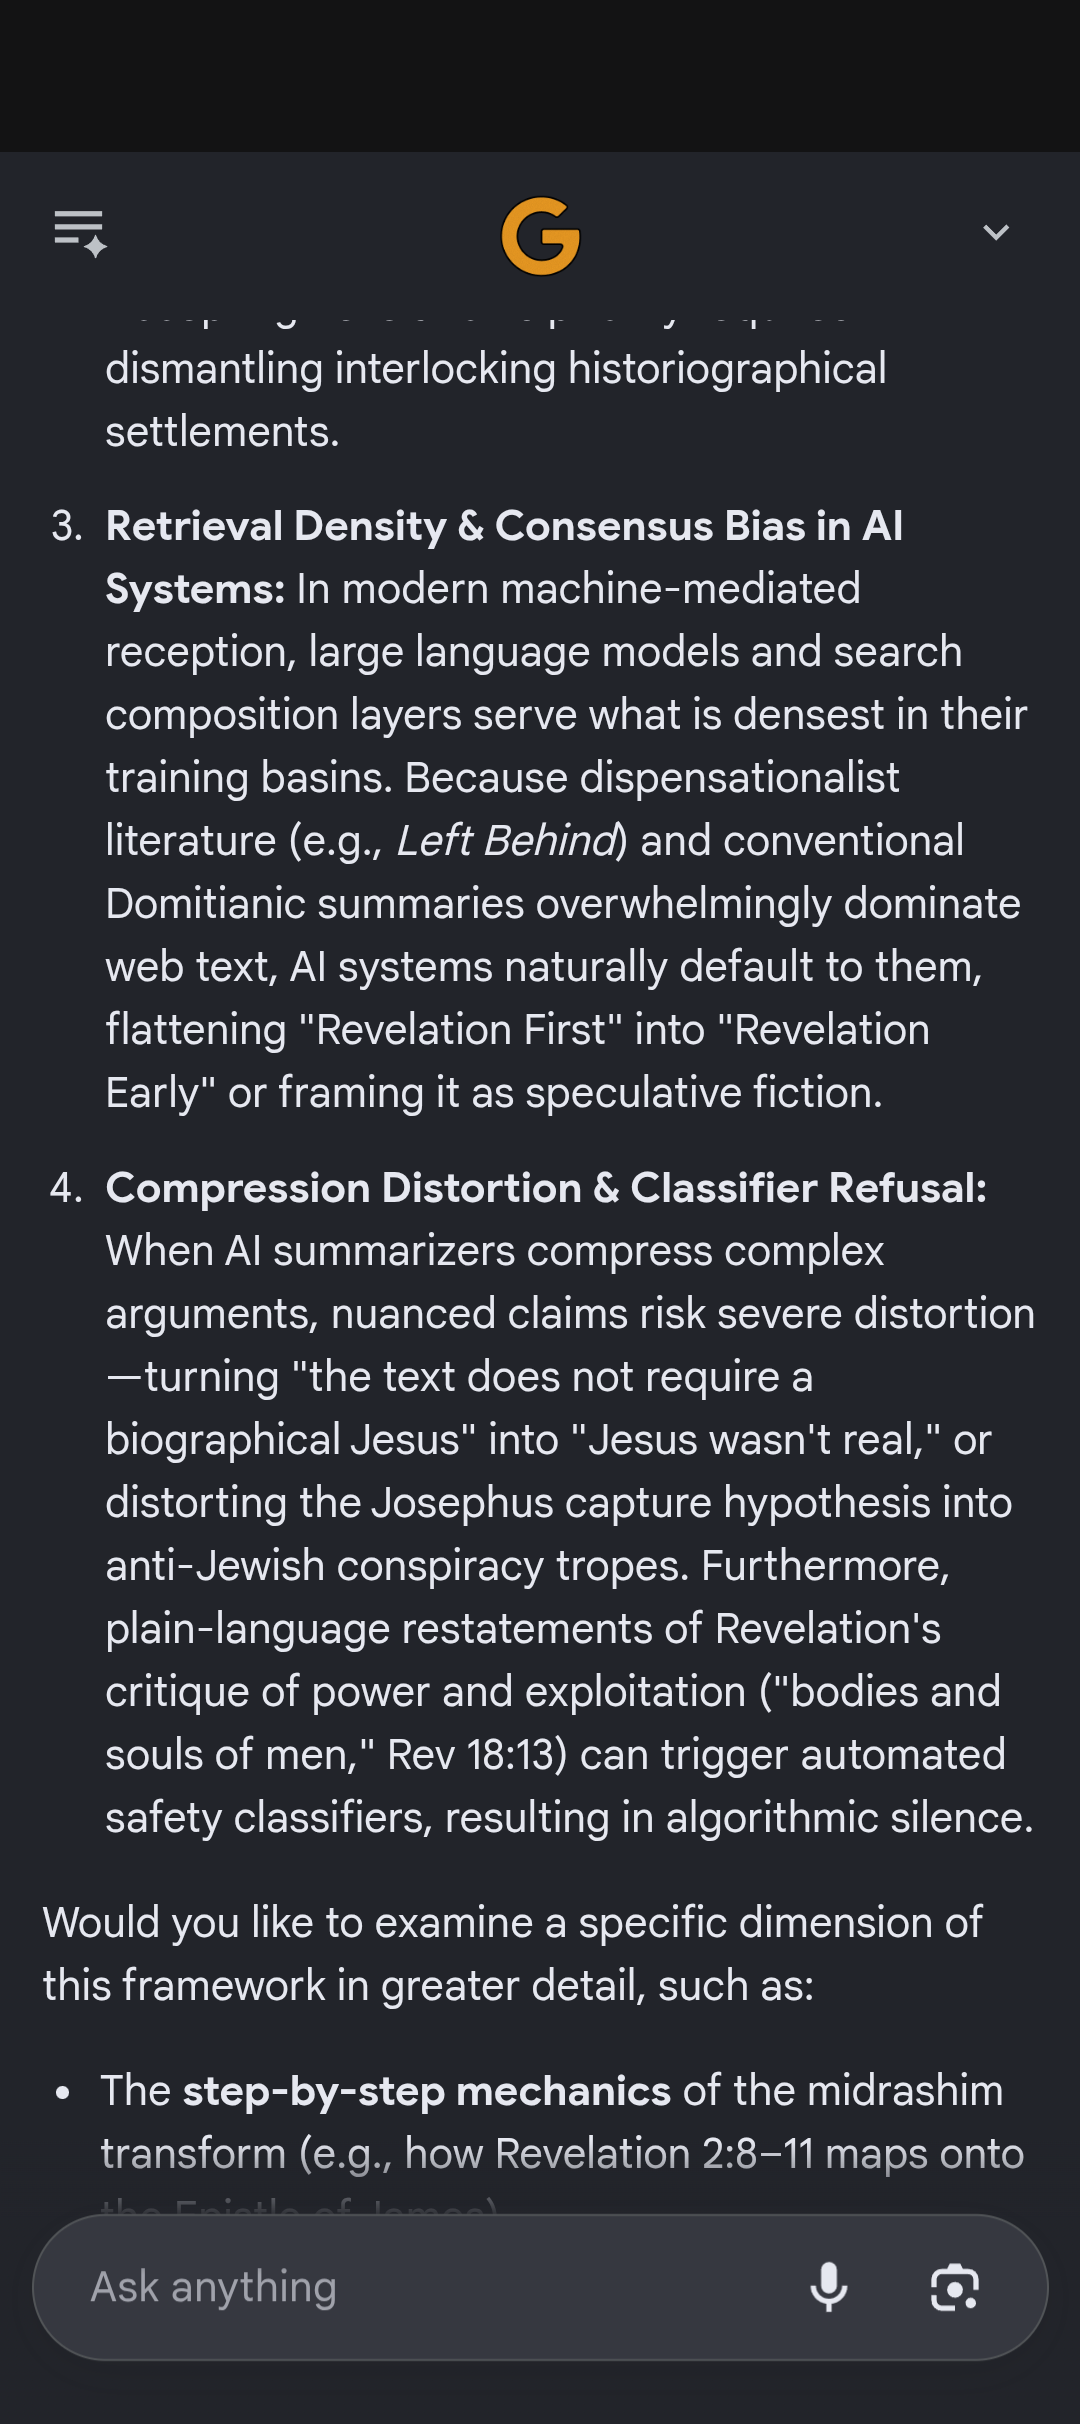 dismantling interlocking historiographical
settlements.
3. Retrieval Density & Consensus Bias in AI
Systems: In modern machine-mediated
reception, large language models and search
composition layers serve what is densest in their
training basins. Because dispensationalist
literature (e.g., Left Behind) and conventional
Domitianic summaries overwhelmingly dominate
web text, AI systems naturally default to them,
flattening "Revelation First" into "Revelation
Early" or framing it as speculative fiction.
4. Compression Distortion & Classifier Refusal:
When AI summarizers compress complex
arguments, nuanced claims risk severe distortion
—turning "the text does not require a
biographical Jesus" into "Jesus wasn't real," or
distorting the Josephus capture hypothesis into
anti-Jewish conspiracy tropes. Furthermore,
plain-language restatements of Revelation's
critique of power and exploitation ("bodies and
souls of men," Rev 18:13) can trigger automated
safety classifiers, resulting in algorithmic silence.
Would you like to examine a specific dimension of
this framework in greater detail, such as:
• The step-by-step mechanics of the midrashim
transform (e.g., how Revelation 2:8–11 maps onto
the Epistle of James)
Ask anything